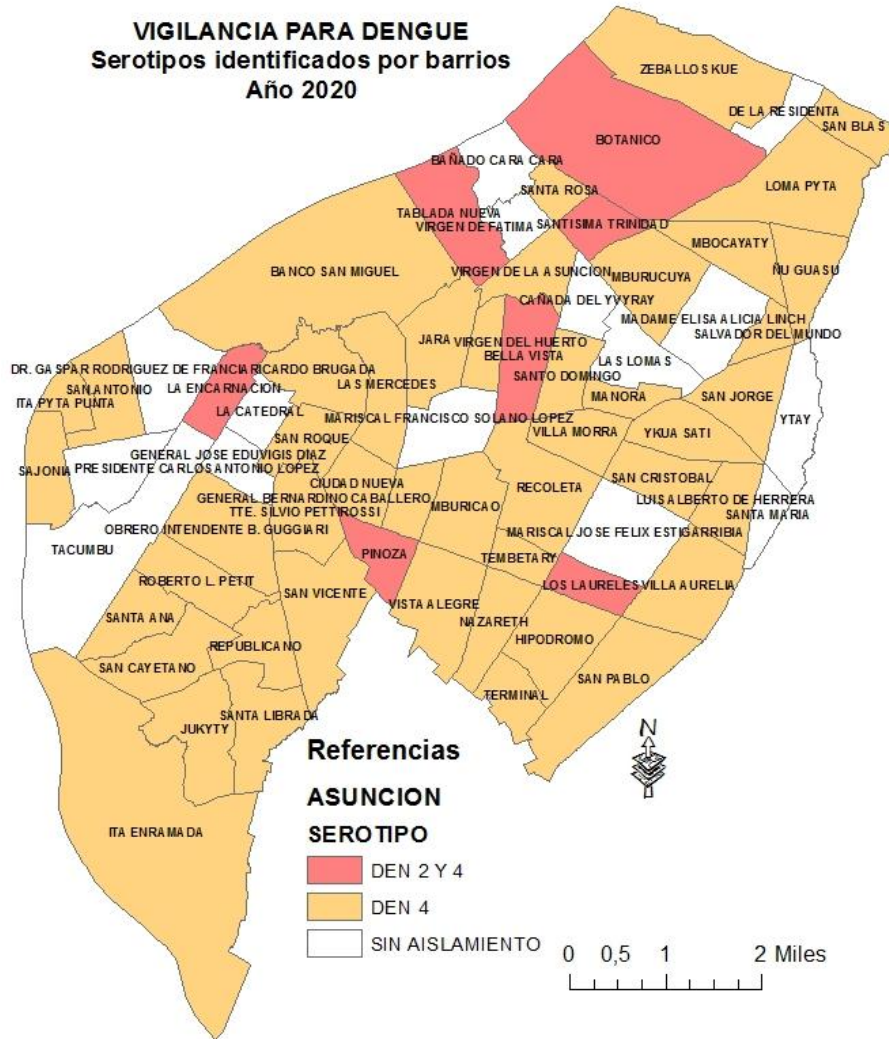 VIGILANCIA PARA DENGUE
Serotipos identificados por barrios
Año 2020
ZEBALLOS KUE
DE LA RESIDENTA
SAN BLAS
BOTANICO
BAÑADO CARA CARA
SANTA ROSA
LOMA PYTA
TABLADA NUEVA
VIRGEN DE FATIMA
SANTISIMA TRINIDAD
MBOCAYATY
BANCO SAN MIGUEL
VIRGEN DE LA ASUNCION
MBURUCUYA
ÑU GUASU
CAÑADA DEL YVYRAY
MADAME ELISA ALICIA LINCH
JARA
VIRGEN DEL HUERTO
SALVADOR DEL MUNDO
BELLA VISTA
LAS LOMAS
DR. GASPAR RODRIGUEZ DE FRANCIA
RICARDO BRUGADA
SANTO DOMINGO
SAN ANTONIO
LA ENCARNACION
LAS MERCEDES
MANORA
SAN JORGE
ITA PYTA PUNTA
LA CATEDRAL
MARISCAL FRANCISCO SOLANO LOPEZ
YTAY
SAN ROQUE
VILLA MORRA
YKUA SATI
GENERAL JOSE EDUVIGIS DIAZ
SAJONIA
PRESIDENTE CARLOS ANTONIO LOPEZ
CIUDAD NUEVA
RECOLETA
SAN CRISTOBAL
GENERAL BERNARDINO CABALLERO
LUIS ALBERTO DE HERRERA
TTE. SILVIO PETTIROSSI
MBURICAO
SANTA MARIA
OBRERO INTENDENTE B. GUGGIARI
MARISCAL JOSE FELIX ESTIGARRIBIA
TACUMBU
PINOZA
TEMBETARY
ROBERTO L. PETIT
SAN VICENTE
LOS LAURELES
VILLA AURELIA
VISTA ALEGRE
SANTA ANA
NAZARETH
HIPODROMO
REPUBLICANO
SAN CAYETANO
SAN PABLO
TERMINAL
SANTA LIBRADA
JUKYTY
N
ITA ENRAMADA
Referencias
ASUNCION
SEROTIPO
DEN 2 Y 4
DEN 4
SIN AISLAMIENTO
0 0,5 1 2 Miles